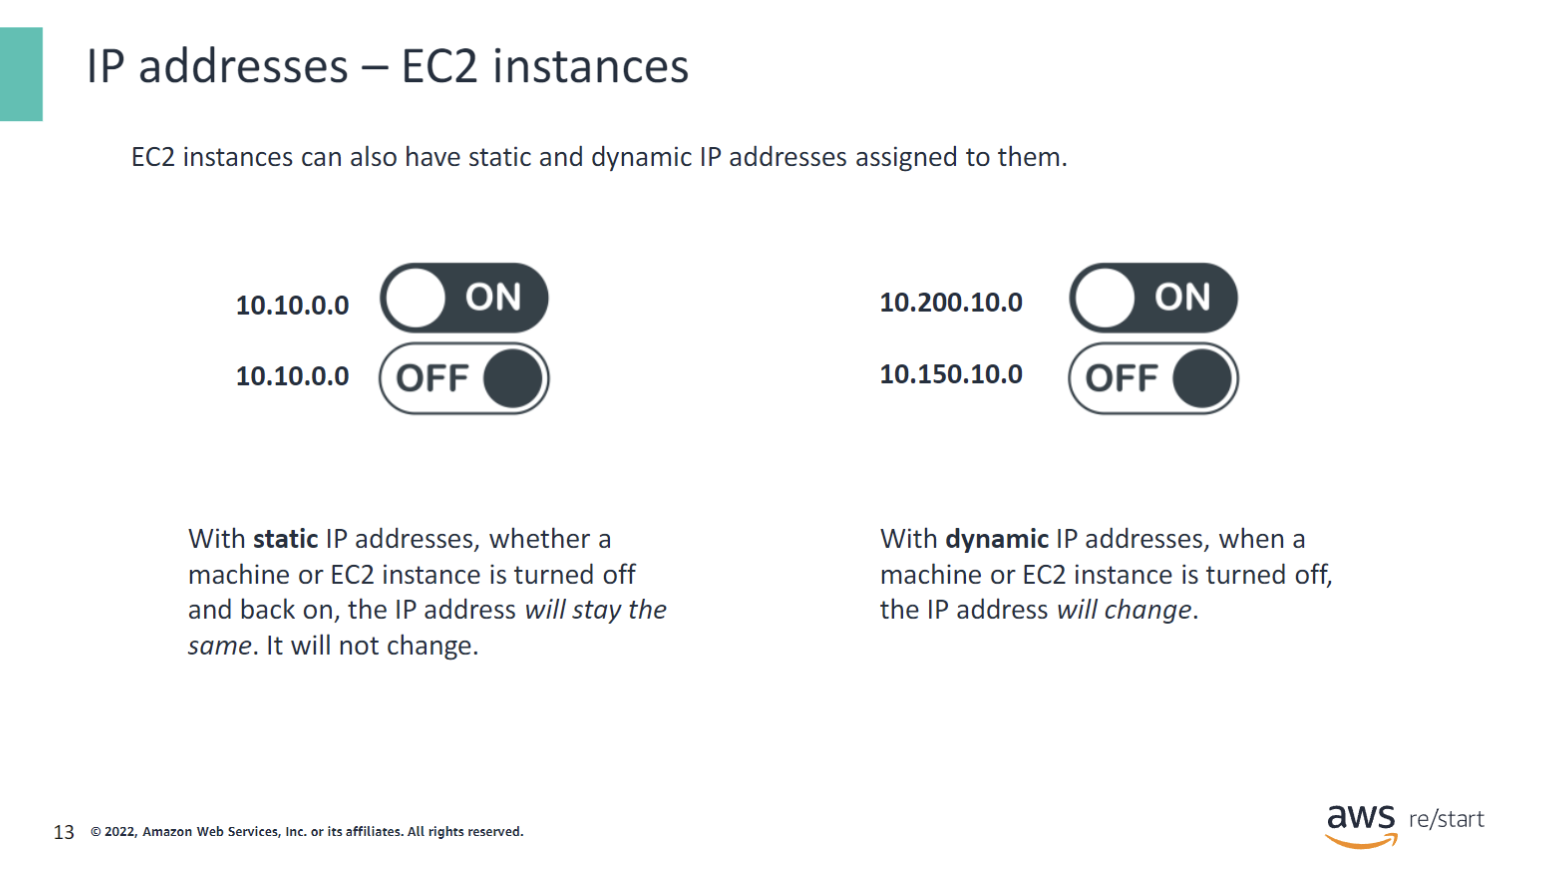 IP addresses – EC2 instances
EC2 instances can also have static and dynamic IP addresses assigned to them.
10.10.0.0
ON
10.10.0.0
OFF
10.200.10.0
ON
10.150.10.0
OFF
With static IP addresses, whether a
machine or EC2 instance is turned off
and back on, the IP address will stay the
same. It will not change.
With dynamic IP addresses, when a
machine or EC2 instance is turned off,
the IP address will change.
13
© 2022, Amazon Web Services, Inc. or its affiliates. All rights reserved.
aws re/start